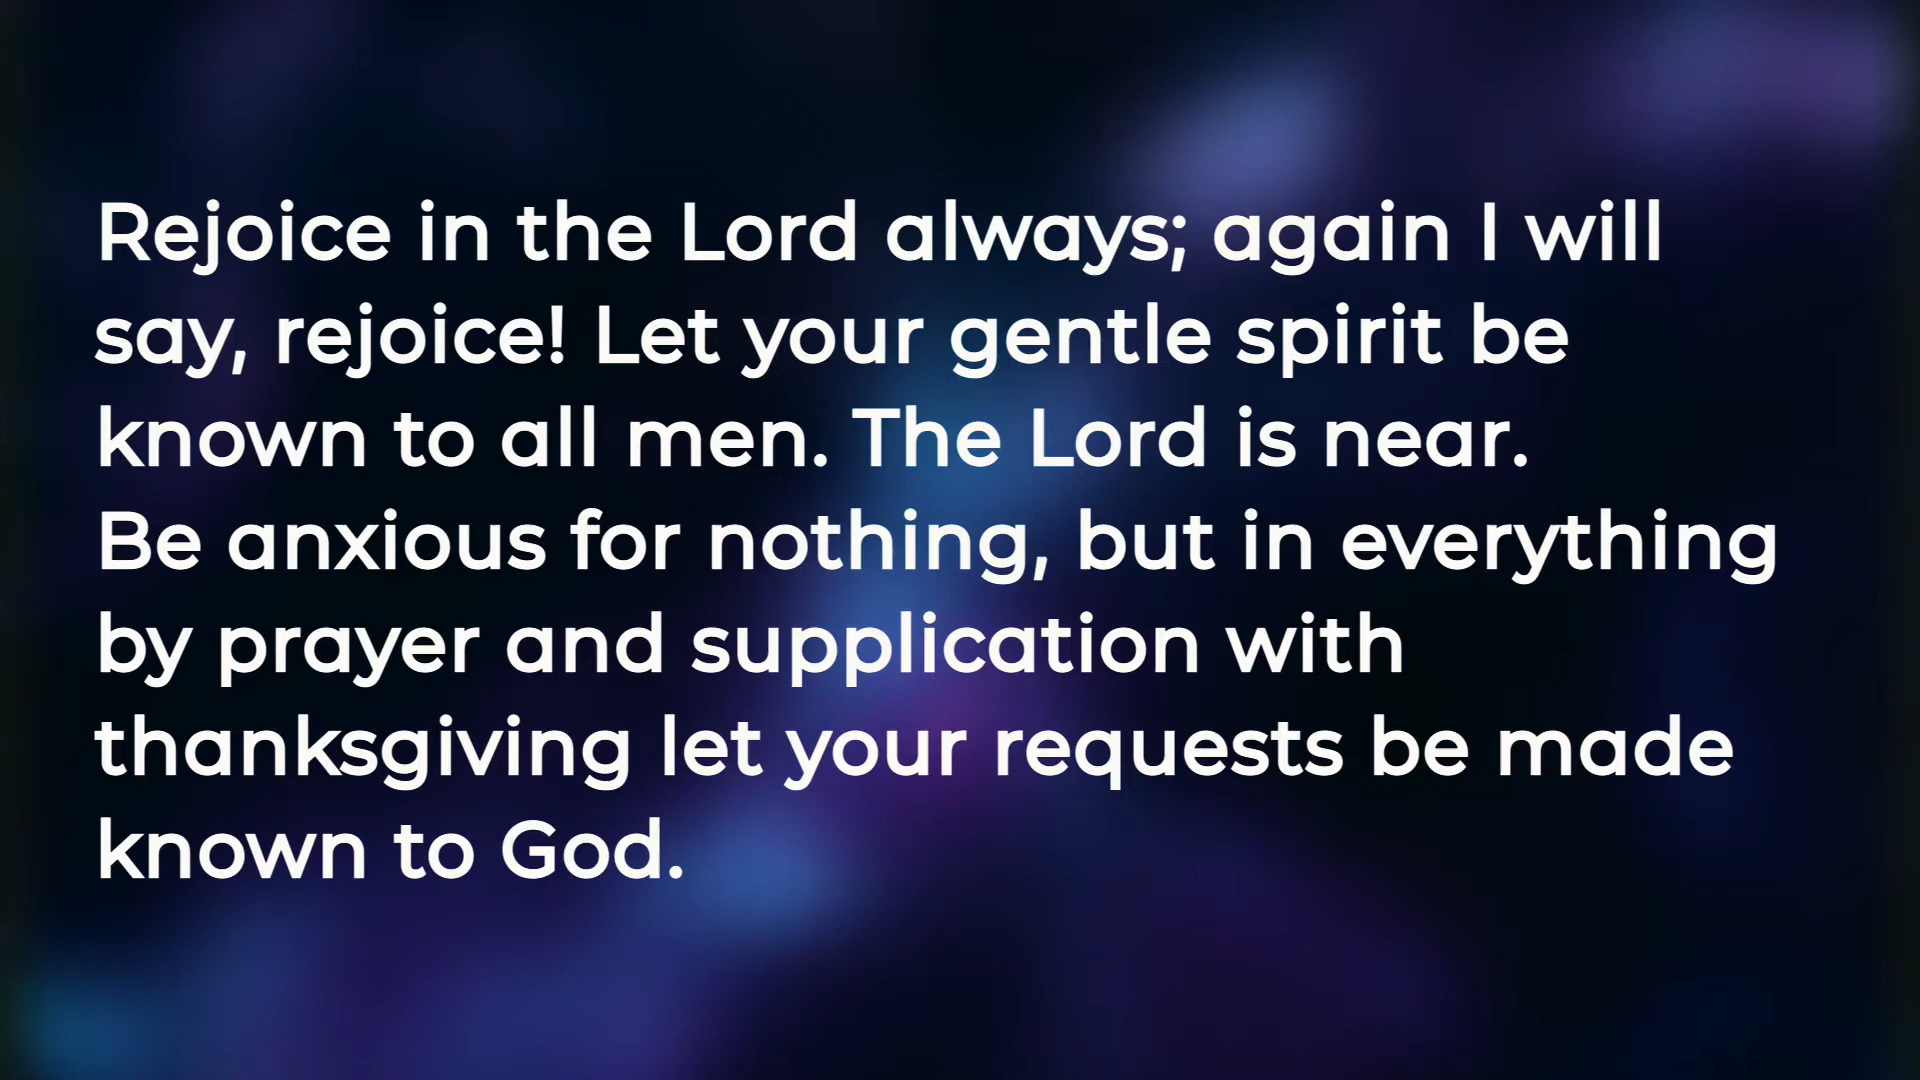 Rejoice in the Lord always; again I will
say, rejoice! Let your gentle spirit be
known to all men. The Lord is near.
Be anxious for nothing, but in everything
by prayer and supplication with
thanksgiving let your requests be made
known to God.